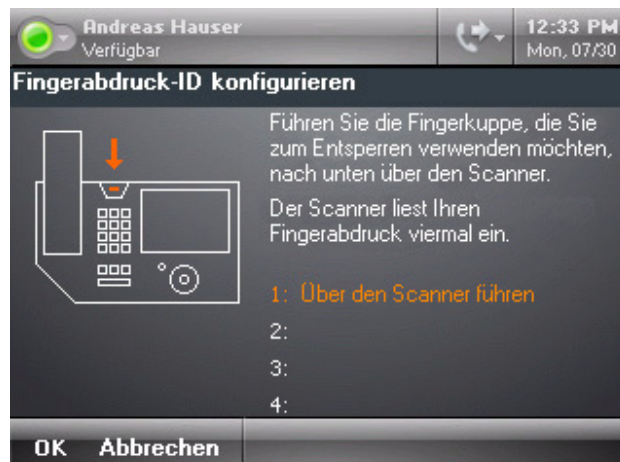 Andreas Hauser
Verfügbar
12:33 PM
Mon, 07/30
Fingerabdruck-ID konfigurieren
Führen Sie die Fingerkuppe, die Sie
zum Entsperren verwenden möchten,
nach unten über den Scanner.
Der Scanner liest Ihren
Fingerabdruck viermal ein.
1: Über den Scanner führen
2:
3:
4:
OK Abbrechen